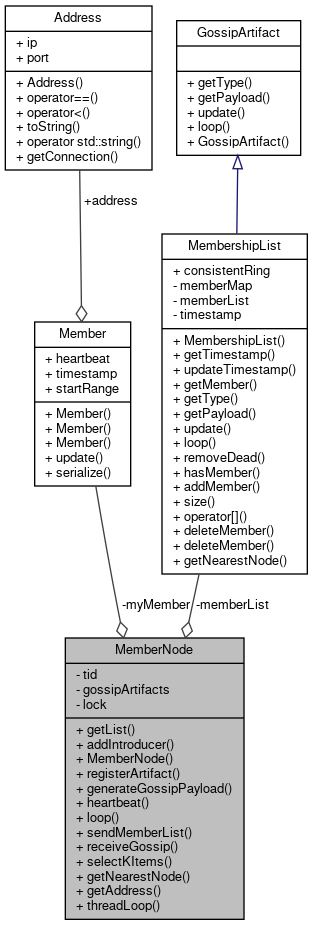 Address
+ ip
+ port
+ Address()
+ operator==()
+ operator<()
+ toString()
+ operator std::string()
+ getConnection()
GossipArtifact
+ getType()
+ getPayload()
+ update()
+ loop()
+ GossipArtifact()
+address
MembershipList
+ consistentRing
- memberMap
- memberList
- timestamp
+ MembershipList()
+ getTimestamp()
+ updateTimestamp()
+ getMember()
+ getType()
+ getPayload()
+ update()
+ loop()
+ removeDead()
+ hasMember()
+ addMember()
+ size()
+ operator[]()
+ deleteMember()
+ deleteMember()
+ getNearestNode()
Member
+ heartbeat
+ timestamp
+ startRange
+ Member()
+ Member()
+ Member()
+ update()
+ serialize()
-myMember
-memberList
MemberNode
- tid
- gossipArtifacts
- lock
+ getList()
+ addIntroducer()
+ MemberNode()
+ registerArtifact()
+ generateGossipPayload()
+ heartbeat()
+ loop()
+ sendMemberList()
+ receiveGossip()
+ selectKItems()
+ getNearestNode()
+ getAddress()
+ threadLoop()